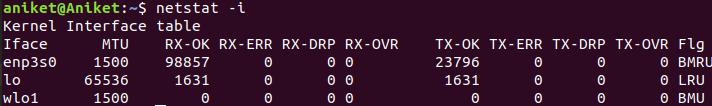 aniket@Aniket:~$ netstat -i
Kernel Interface table
Iface MTU RX-OK RX-ERR RX-DRP RX-OVR TX-OK TX-ERR TX-DRP TX-OVR Flg
enp3s0 1500 98857 0 0 0 23796 0 0 0 BMRU
lo 65536 1631 0 0 0 1631 0 0 0 LRU
wlo1 1500 0 0 0 0 0 0 0 0 BMU